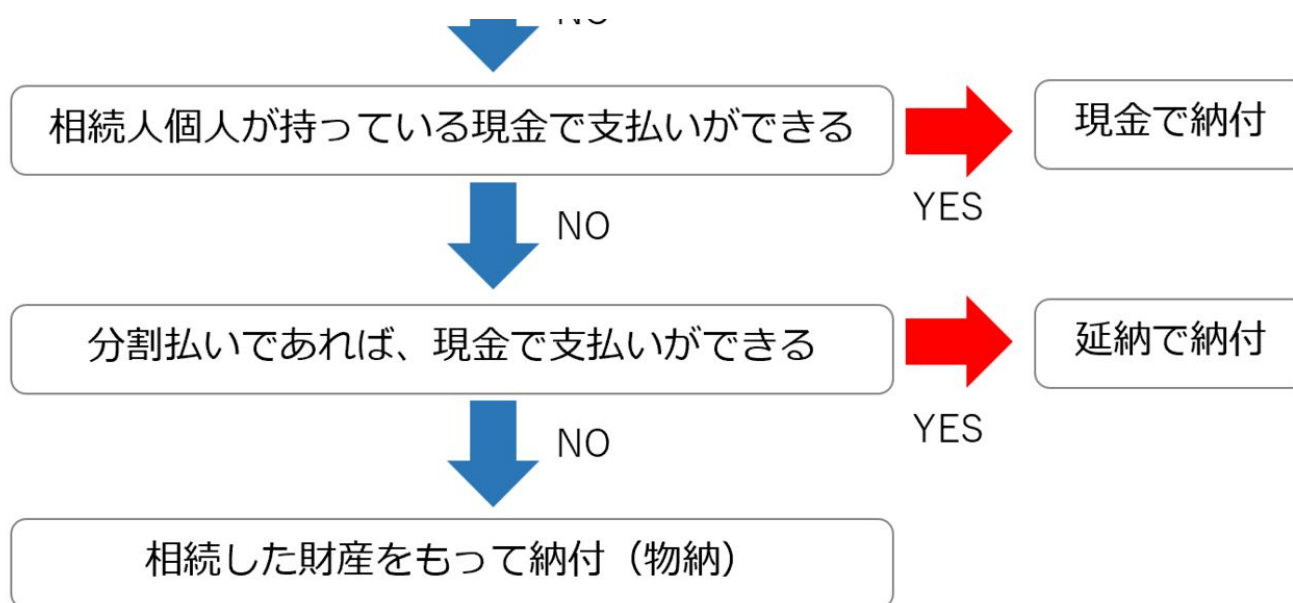 NO
相続人個人が持っている現金で支払いができる
現金で納付
YES
NO
分割払いであれば、現金で支払いができる
延納で納付
YES
NO
相続した財産をもって納付（物納）